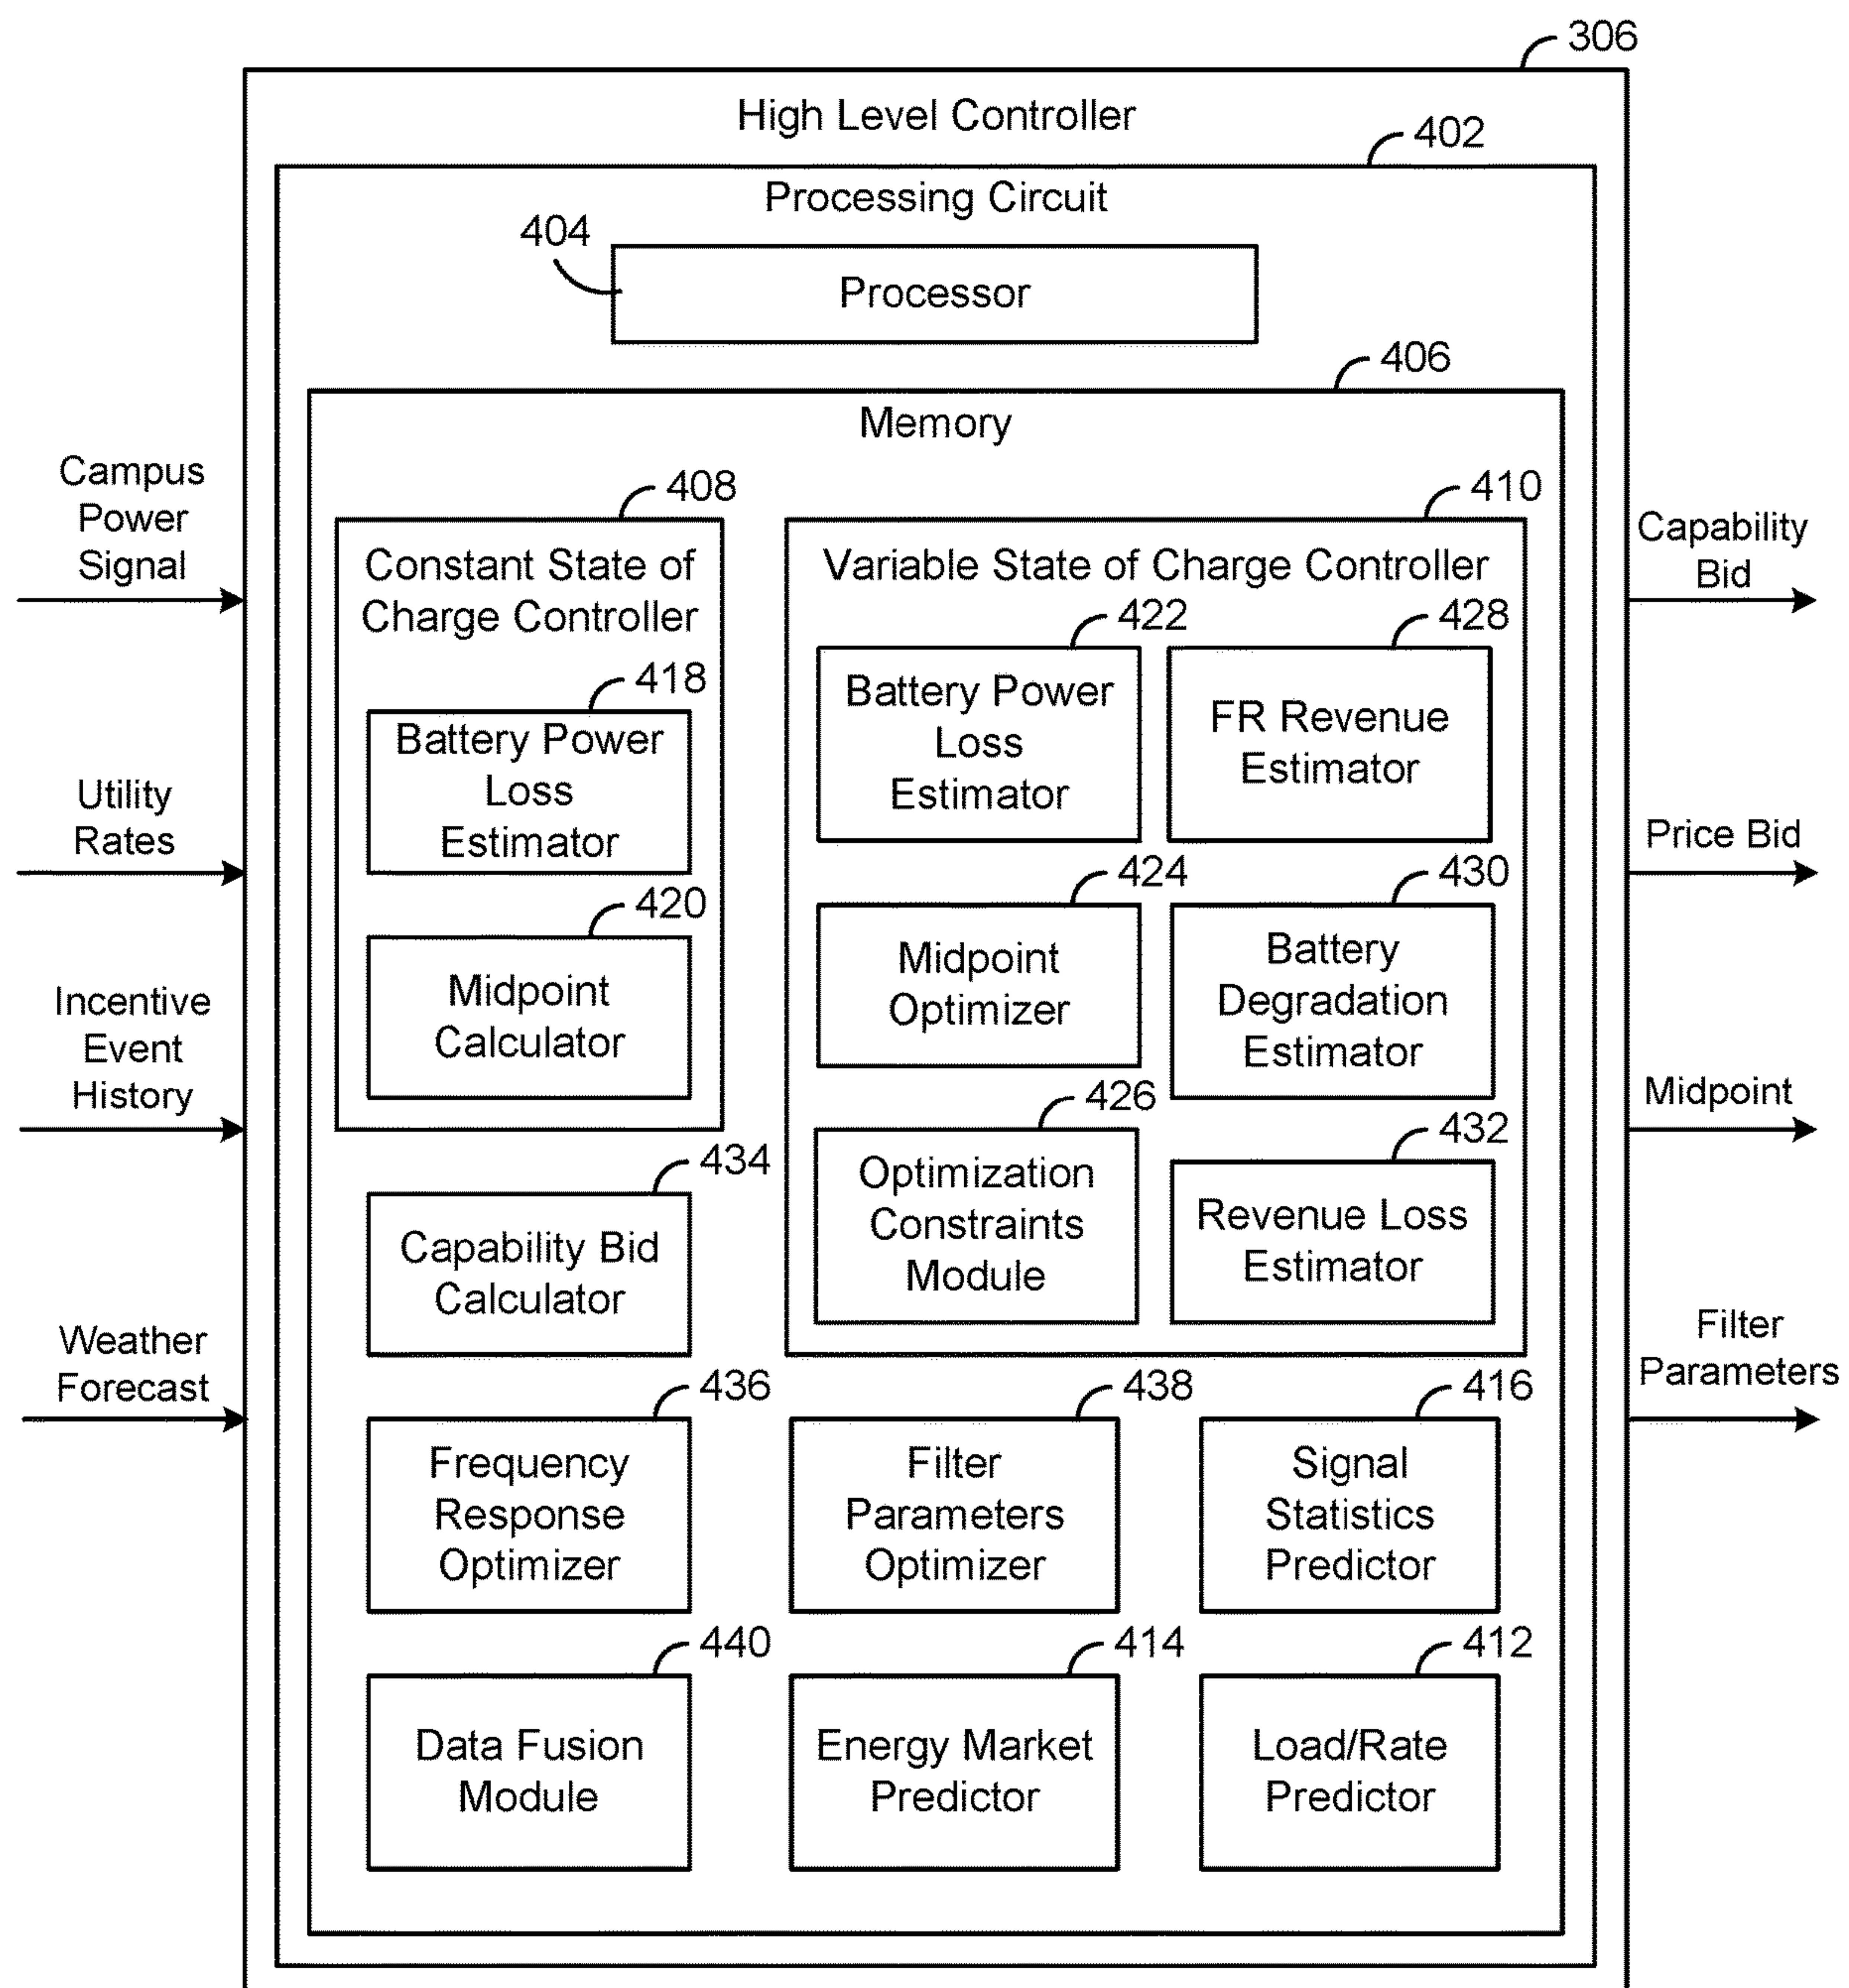 306
High Level Controller
402
Processing Circuit
404
Processor
406
Memory
Campus
Power
Signal
Utility
Rates
Incentive
Event
History
Weather
Forecast
408
Constant State of
Charge Controller
418
Battery Power
Loss
Estimator
420
Midpoint
Calculator
410
Variable State of Charge Controller
422
Battery Power
Loss
Estimator
428
FR Revenue
Estimator
424
Midpoint
Optimizer
430
Battery
Degradation
Estimator
426
Optimization
Constraints
Module
432
Revenue Loss
Estimator
434
Capability Bid
Calculator
436
Frequency
Response
Optimizer
438
Filter
Parameters
Optimizer
416
Signal
Statistics
Predictor
440
Data Fusion
Module
414
Energy Market
Predictor
412
Load/Rate
Predictor
Capability
Bid
Price Bid
Midpoint
Filter
Parameters